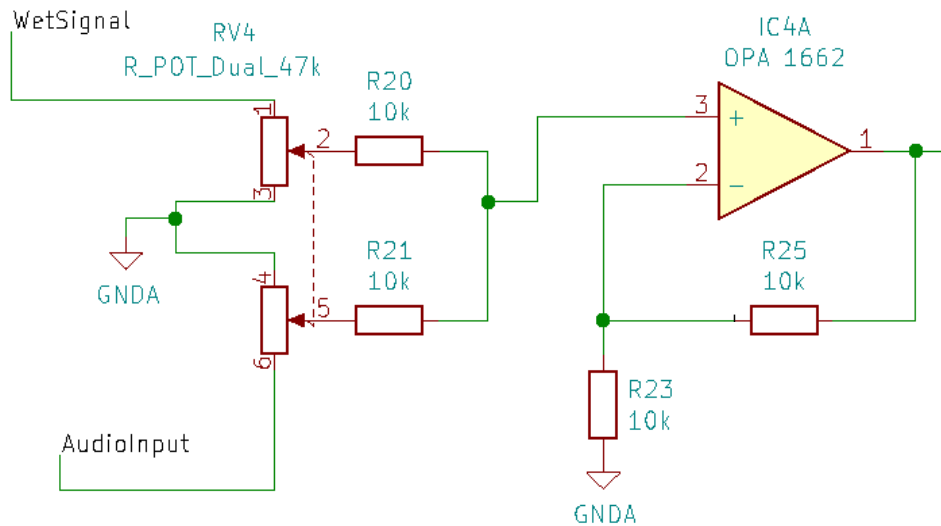 WetSignal
RV4
R_POT_Dual_47k
IC4A
OPA 1662
R20
10k
1
2
3
3
+
1
2
−
GNDA
R21
10k
4
5
6
R25
10k
R23
10k
AudioInput
GNDA